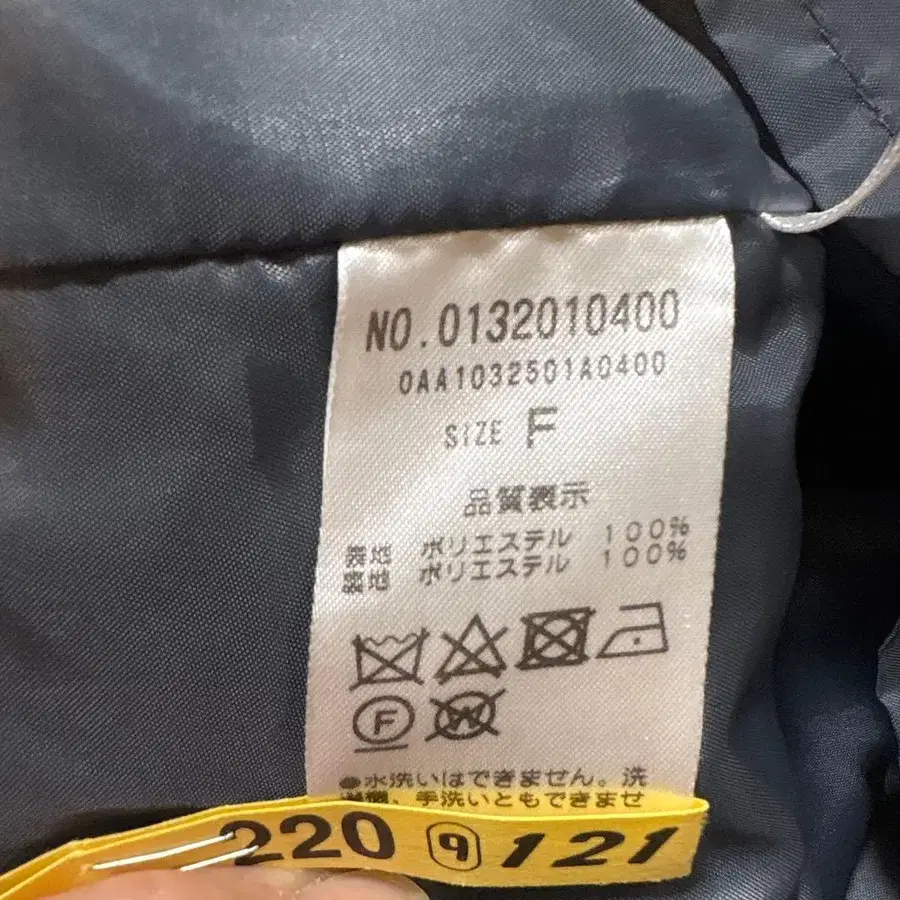 NO.0132010400
0AA1032501A0400
SIZE F
品質表示
表地 ポリエステル 100%
裏地 ポリエステル 100%
F
W
●水洗いはできません。洗
濯機、手洗いともできませ
220 9 121